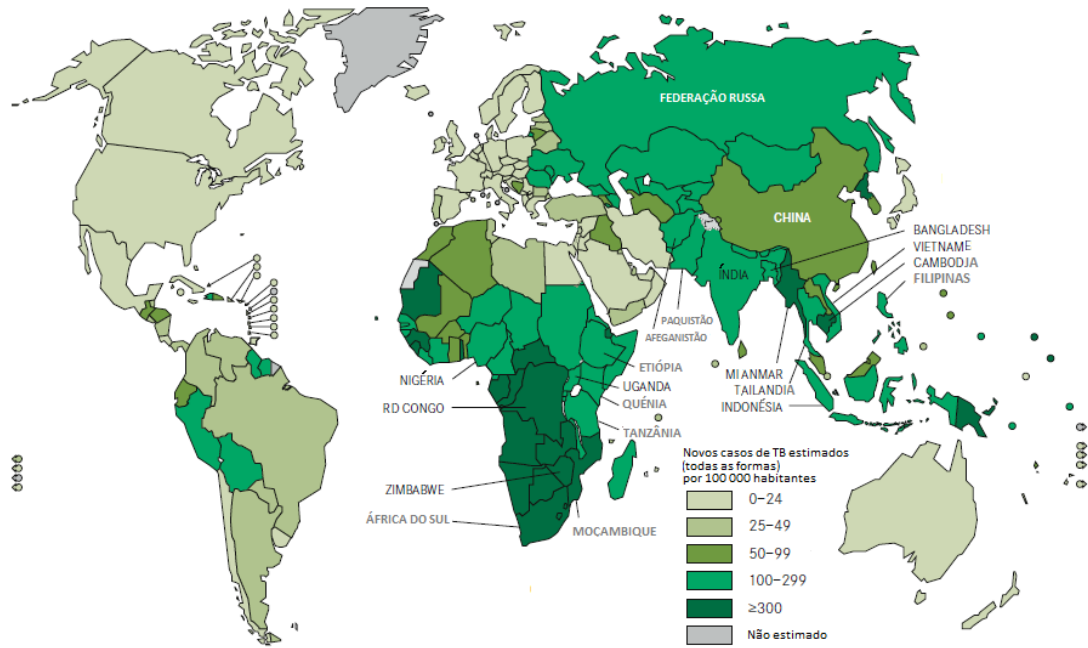 FEDERAÇÃO RUSSA
CHINA
BANGLADESH
VIETNAME
CAMBODJA
FILIPINAS
ÍNDIA
PAQUISTÃO
AFEGANISTÃO
ETIÓPIA
MIANMAR
NIGÉRIA
UGANDA
TAILANDIA
QUÉNIA
INDONÉSIA
RD CONGO
TANZÂNIA
Novos casos de TB estimados
(todas as formas)
por 100 000 habitantes
ZIMBABWE
0–24
ÁFRICA DO SUL
25–49
MOÇAMBIQUE
50–99
100–299
≥300
Não estimado